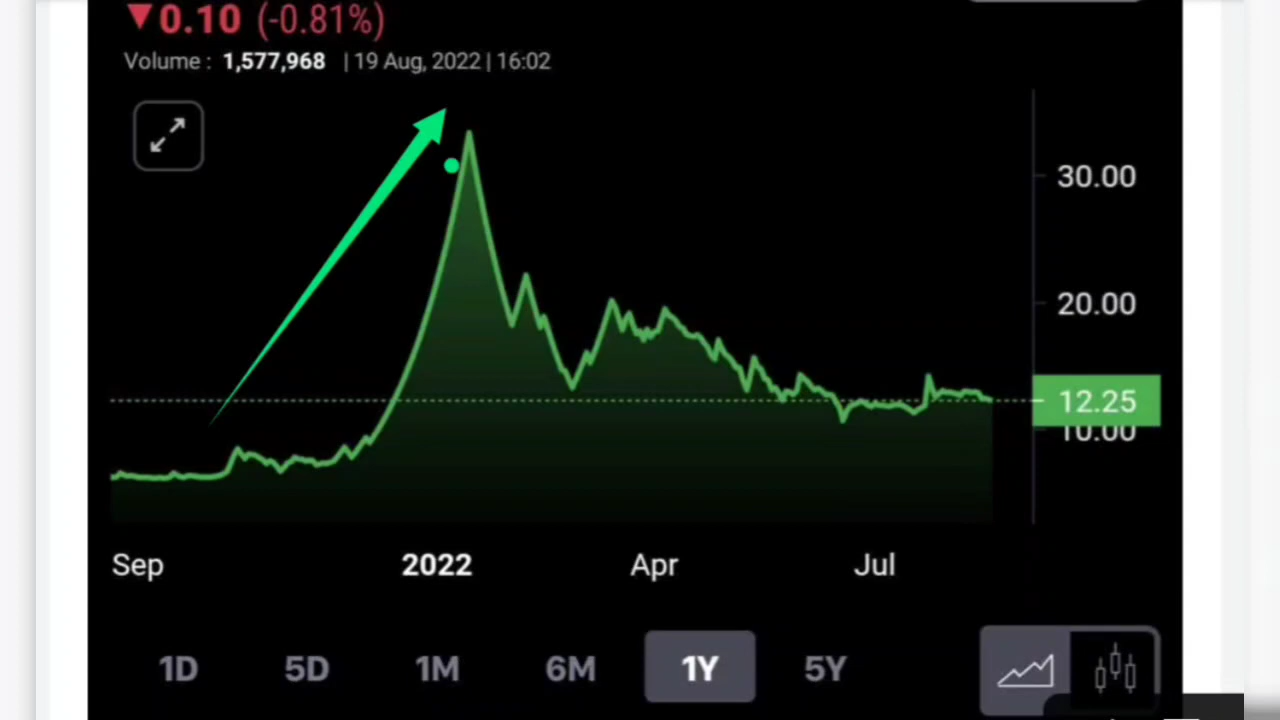 ▼0.10 (-0.81%)
Volume : 1,577,968 | 19 Aug, 2022 | 16:02
30.00
20.00
12.25
10.00
Sep 2022 Apr Jul
1D 5D 1M 6M 1Y 5Y